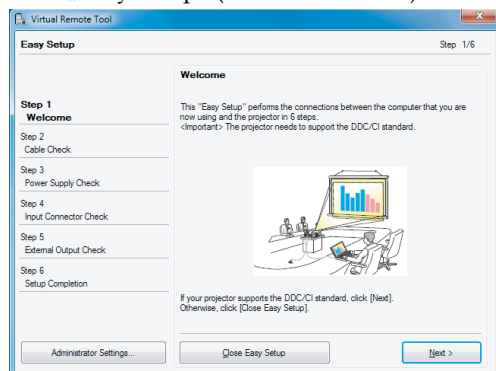 Virtual Remote Tool
Easy Setup
Step 1/6
Welcome
Step 1
Welcome
Step 2
Cable Check
Step 3
Power Supply Check
Step 4
Input Connector Check
Step 5
External Output Check
Step 6
Setup Completion
This "Easy Setup" performs the connections between the computer that you are
now using and the projector in 6 steps.
<Important> The projector needs to support the DDC/CI standard.
If your projector supports the DDC/CI standard, click [Next].
Otherwise, click [Close Easy Setup].
Administrator Settings...
Close Easy Setup
Next >